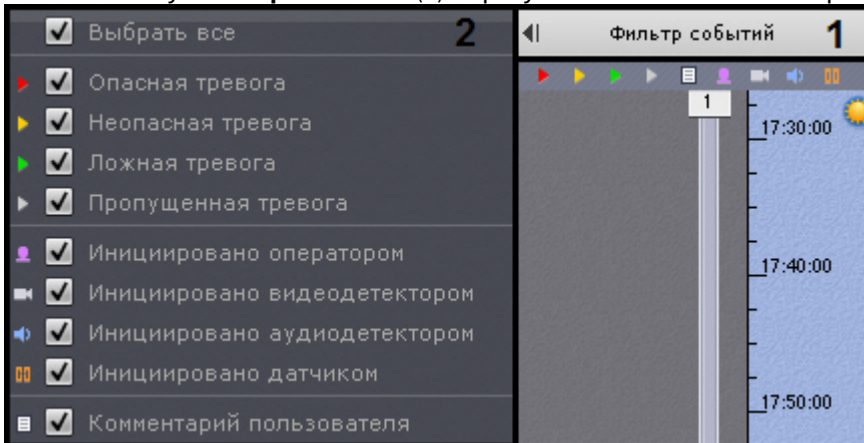 Выбрать все 2
Опасная тревога
Неопасная тревога
Ложная тревога
Пропущенная тревога
Инициировано оператором
Инициировано видеодетектором
Инициировано аудиодетектором
Инициировано датчиком
Комментарий пользователя
Фильтр событий 1
1
17:30:00
17:40:00
17:50:00